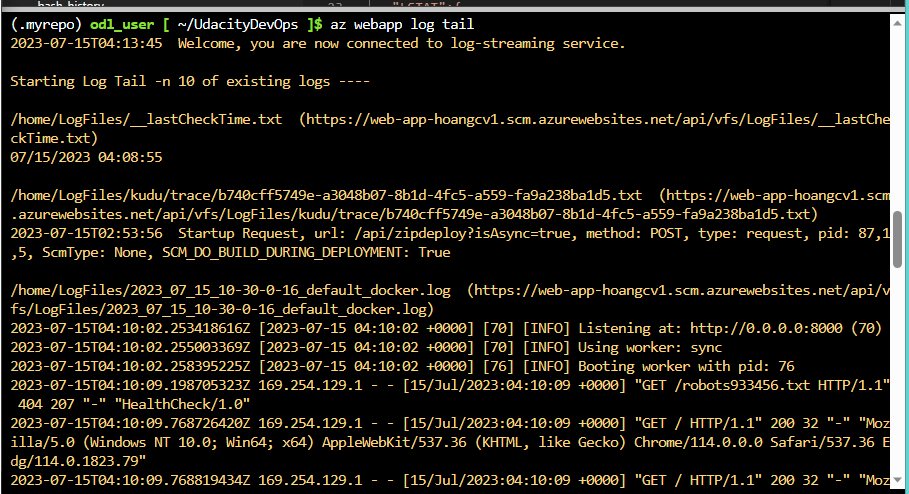 bash_history 23 "LGTAT":{
(.myrepo) odl_user [ ~/UdacityDevOps ]$ az webapp log tail
2023-07-15T04:13:45  Welcome, you are now connected to log-streaming service.
Starting Log Tail -n 10 of existing logs ----
/home/LogFiles/__lastCheckTime.txt  (https://web-app-hoangcv1.scm.azurewebsites.net/api/vfs/LogFiles/__lastChe
ckTime.txt)
07/15/2023 04:08:55
/home/LogFiles/kudu/trace/b740cff5749e-a3048b07-8b1d-4fc5-a559-fa9a238ba1d5.txt  (https://web-app-hoangcv1.scm
.azurewebsites.net/api/vfs/LogFiles/kudu/trace/b740cff5749e-a3048b07-8b1d-4fc5-a559-fa9a238ba1d5.txt)
2023-07-15T02:53:56  Startup Request, url: /api/zipdeploy?isAsync=true, method: POST, type: request, pid: 87,1
,5, ScmType: None, SCM_DO_BUILD_DURING_DEPLOYMENT: True
/home/LogFiles/2023_07_15_10-30-0-16_default_docker.log  (https://web-app-hoangcv1.scm.azurewebsites.net/api/v
fs/LogFiles/2023_07_15_10-30-0-16_default_docker.log)
2023-07-15T04:10:02.253418616Z [2023-07-15 04:10:02 +0000] [70] [INFO] Listening at: http://0.0.0.0:8000 (70)
2023-07-15T04:10:02.255003369Z [2023-07-15 04:10:02 +0000] [70] [INFO] Using worker: sync
2023-07-15T04:10:02.258395225Z [2023-07-15 04:10:02 +0000] [76] [INFO] Booting worker with pid: 76
2023-07-15T04:10:09.198705323Z 169.254.129.1 - - [15/Jul/2023:04:10:09 +0000] "GET /robots933456.txt HTTP/1.1"
404 207 "-" "HealthCheck/1.0"
2023-07-15T04:10:09.768726420Z 169.254.129.1 - - [15/Jul/2023:04:10:09 +0000] "GET / HTTP/1.1" 200 32 "-" "Moz
illa/5.0 (Windows NT 10.0; Win64; x64) AppleWebKit/537.36 (KHTML, like Gecko) Chrome/114.0.0.0 Safari/537.36 E
dg/114.0.1823.79"
2023-07-15T04:10:09.768819434Z 169.254.129.1 - - [15/Jul/2023:04:10:09 +0000] "GET / HTTP/1.1" 200 32 "-" "Moz